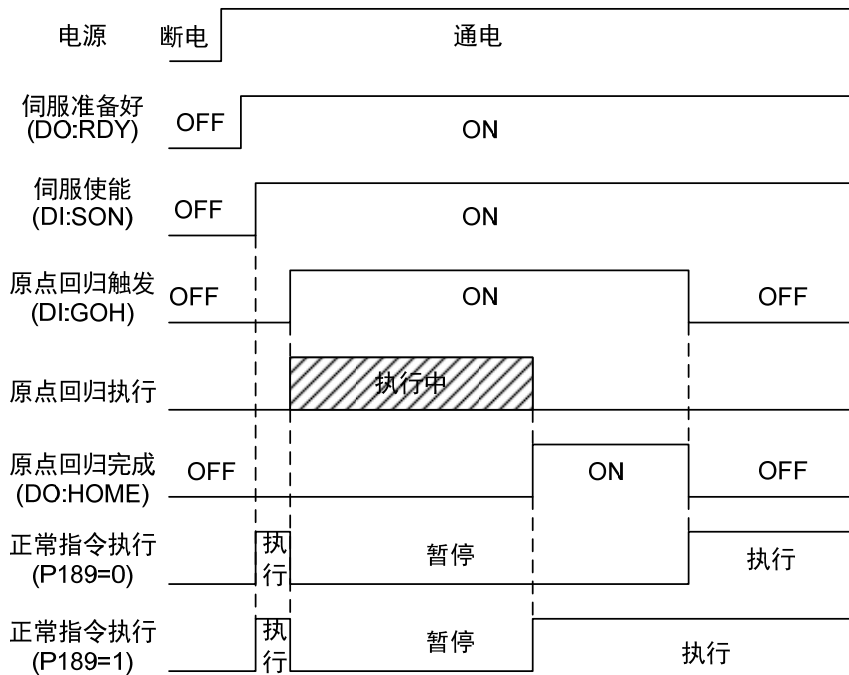 电源 断电 通电
伺服准备好
(DO:RDY) OFF ON
伺服使能
(DI:SON) OFF ON
原点回归触发
(DI:GOH) OFF ON OFF
原点回归执行 执行中
原点回归完成
(DO:HOME) OFF ON OFF
正常指令执行
(P189=0) 执行 暂停 执行
正常指令执行
(P189=1) 执行 暂停 执行